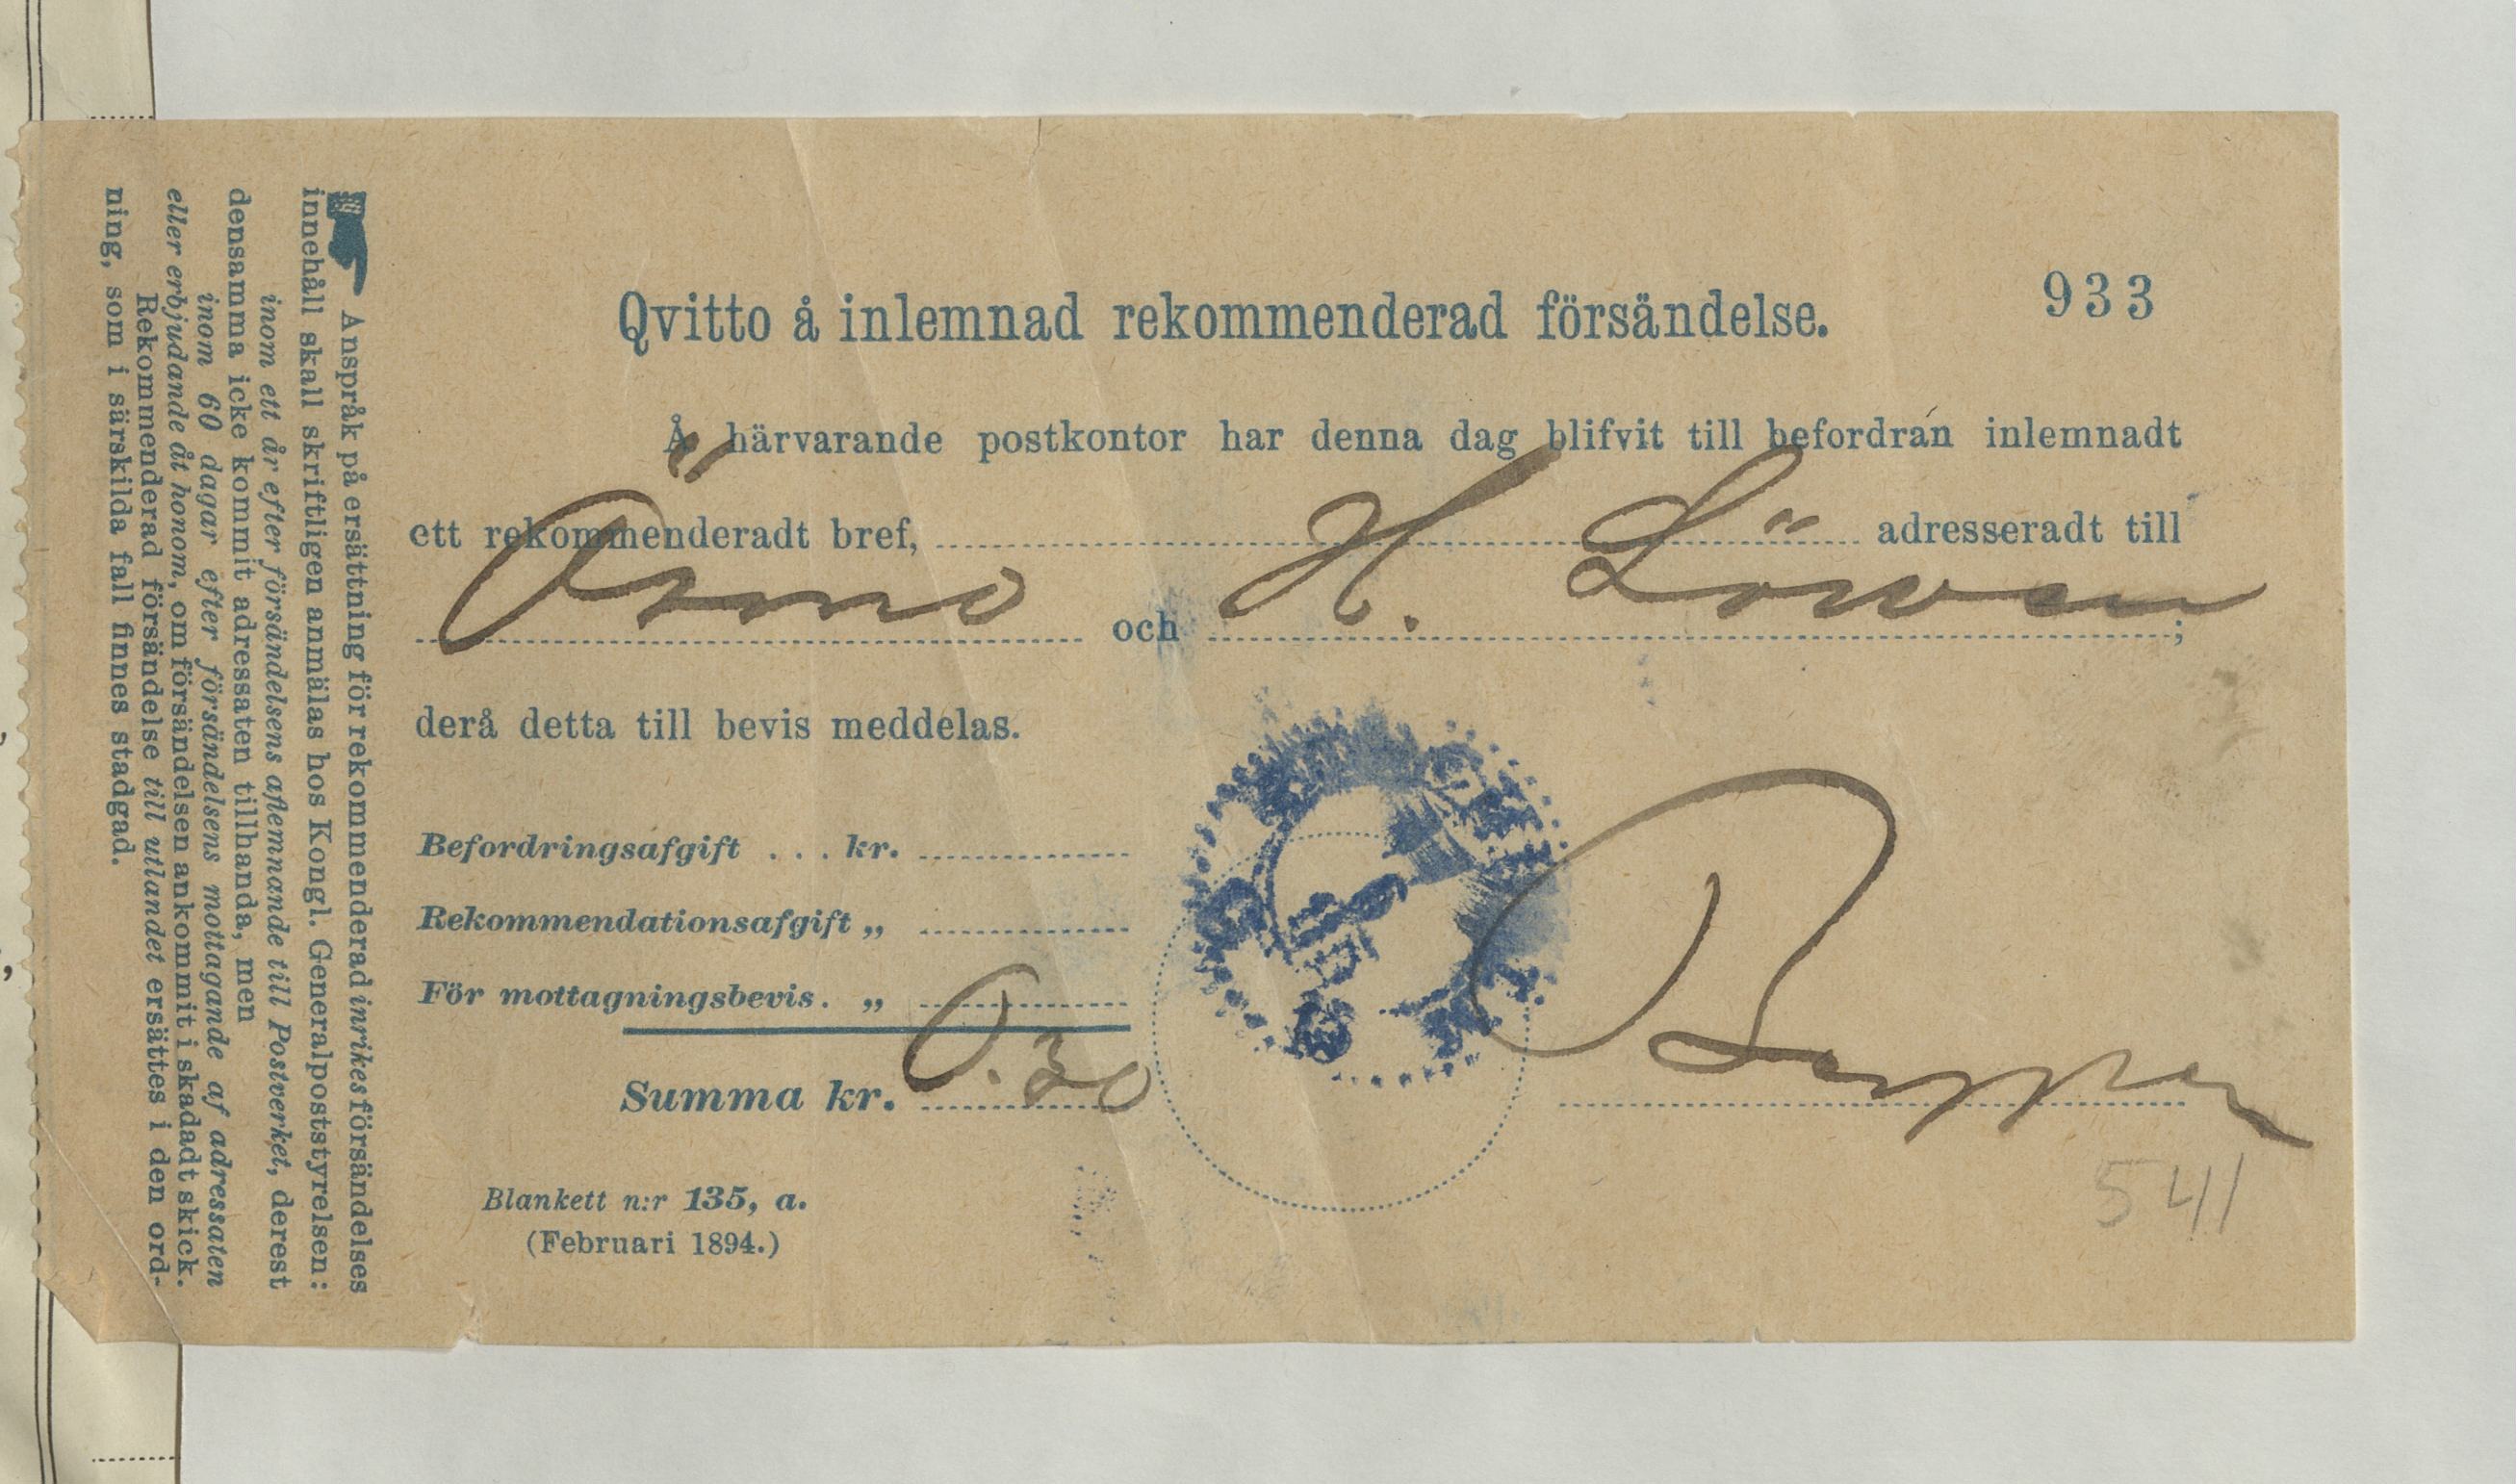 933
Qvitto å inlemnad rekommenderad försändelse.
Å härvarande postkontor har denna dag blifvit till befordran inlemnadt
ett rekommenderadt bref, adresseradt till
Ornö och H. Löwen ;
derå detta till bevis meddelas.
Befordringsafgift . . . kr.
Rekommendationsafgift „
För mottagningsbevis. „
Summa kr. 0.30
Blankett n:r 135, a.
(Februari 1894.)
541
Anspråk på ersättning för rekommenderad inrikes försändelses
innehåll skall skriftligen anmälas hos Kongl. Generalpoststyrelsen:
inom ett år efter försändelsens aflemnande till Postverket, derest
densamma icke kommit adressaten tillhanda, men
inom 60 dagar efter försändelsens mottagande af adressaten
eller erbjudande åt honom, om försändelsen ankommit i skadadt skick.
Rekommenderad försändelse till utlandet ersättes i den ord-
ning, som i särskilda fall finnes stadgad.